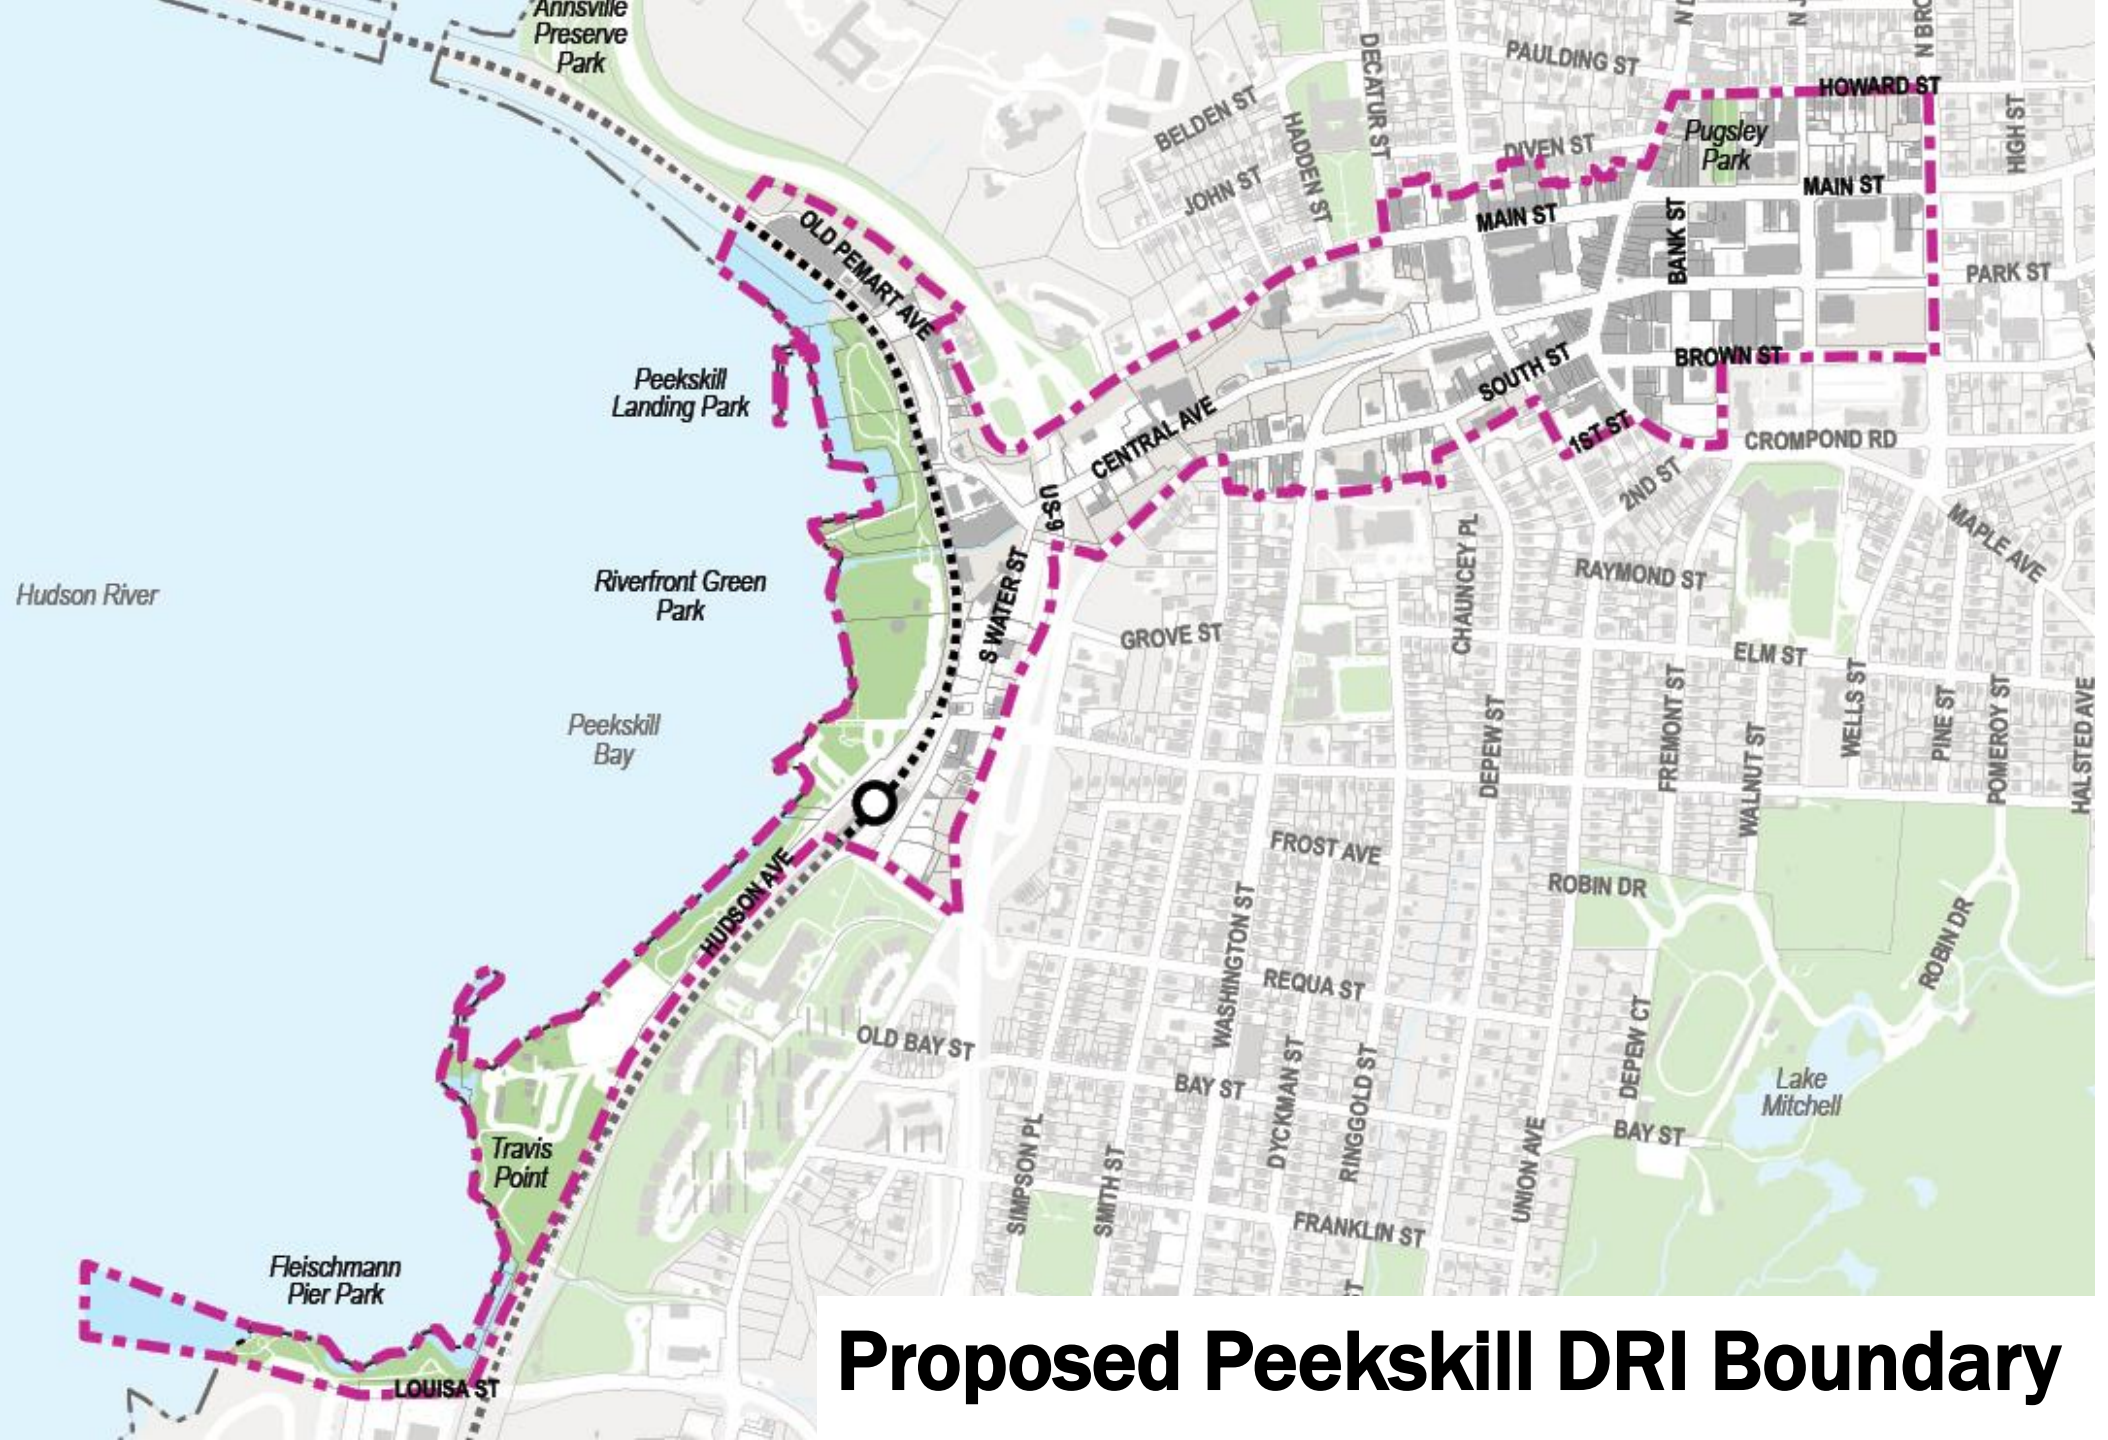 Annsville
Preserve
Park
DECATUR ST
PAULDING ST
HOWARD ST
N BRO
BELDEN ST
HADDEN ST
DIVEN ST
Pugsley
Park
HIGH ST
JOHN ST
MAIN ST
MAIN ST
OLD PEMART AVE
BANK ST
PARK ST
Peekskill
Landing Park
SOUTH ST
BROWN ST
CENTRAL AVE
1ST ST
CROMPOND RD
2ND ST
US-9
MAPLE AVE
Hudson River
Riverfront Green
Park
S WATER ST
GROVE ST
CHAUNCEY PL
RAYMOND ST
ELM ST
Peekskill
Bay
DEPEW ST
FREMONT ST
WALNUT ST
WELLS ST
PINE ST
POMEROY ST
HALSTED AVE
HUDSON AVE
FROST AVE
ROBIN DR
ROBIN DR
WASHINGTON ST
REQUA ST
OLD BAY ST
BAY ST
DYCKMAN ST
RINGGOLD ST
DEPEW CT
Lake
Mitchell
BAY ST
UNION AVE
Travis
Point
SIMPSON PL
SMITH ST
FRANKLIN ST
Fleischmann
Pier Park
LOUISA ST
Proposed Peekskill DRI Boundary